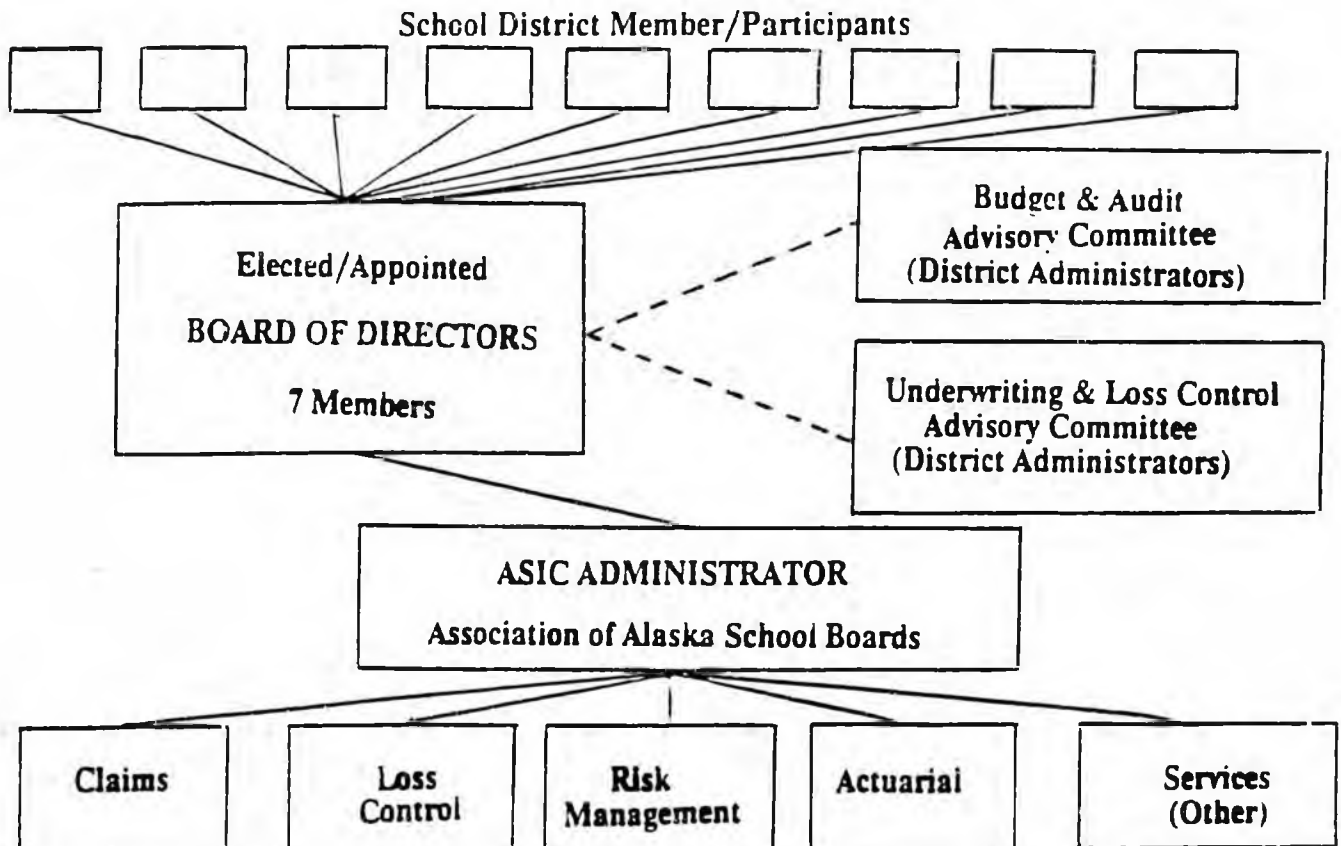 School District Member/Participants
Elected/Appointed
BOARD OF DIRECTORS
7 Members
Budget & Audit
Advisory Committee
(District Administrators)
Underwriting & Loss Control
Advisory Committee
(District Administrators)
ASIC ADMINISTRATOR
Association of Alaska School Boards
Claims
Loss
Control
Risk
Management
Actuarial
Services
(Other)